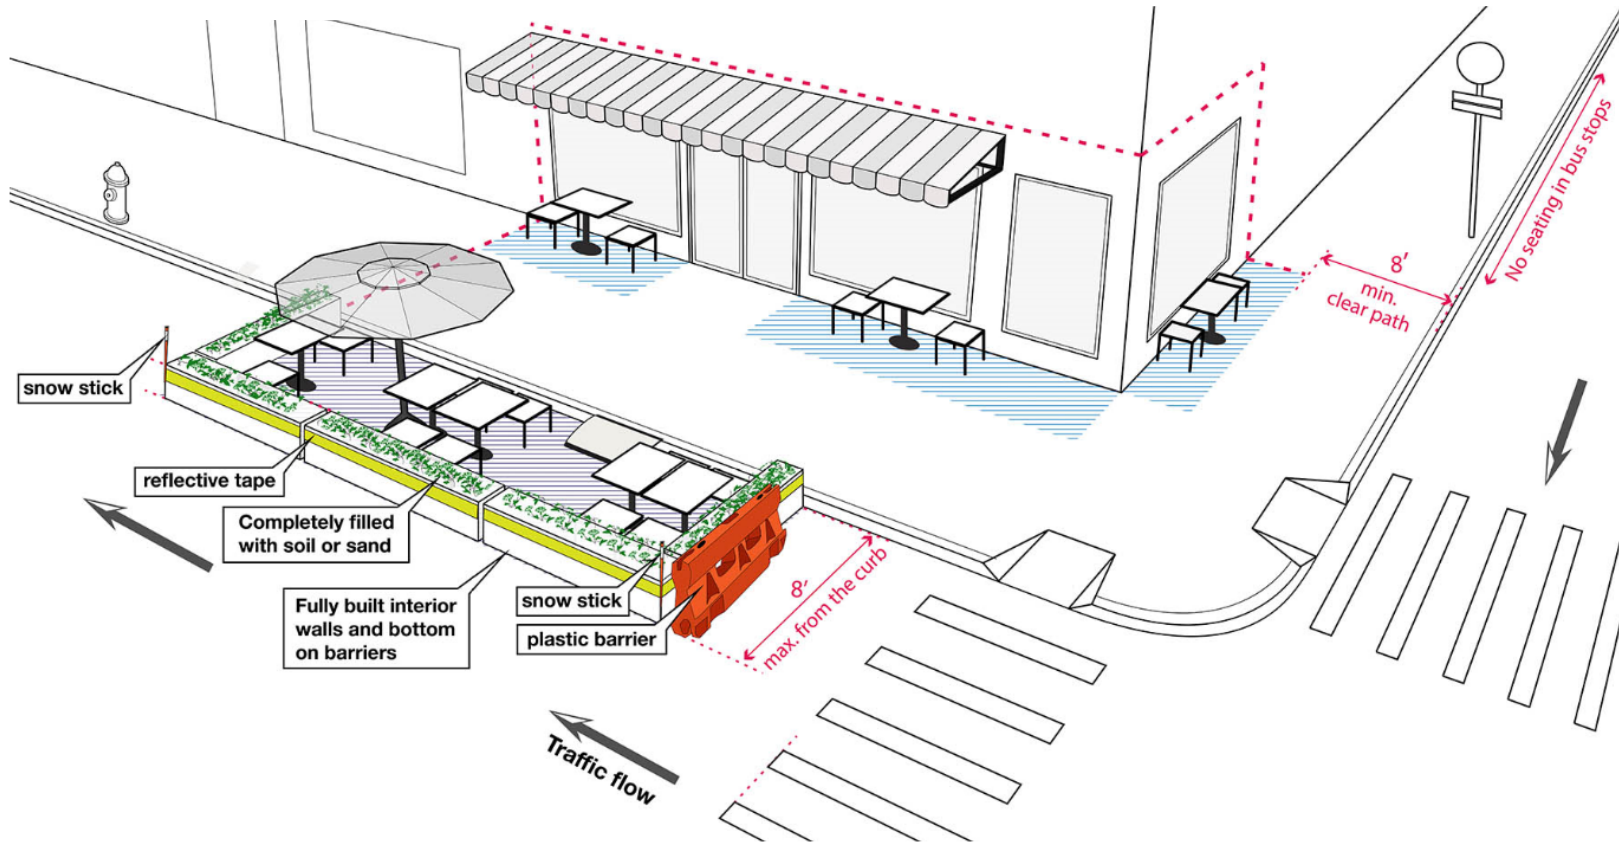 No seating in bus stops
8’
min.
clear path
snow stick
reflective tape
Completely filled
with soil or sand
Fully built interior
walls and bottom
on barriers
snow stick
plastic barrier
8’
max. from the curb
Traffic flow